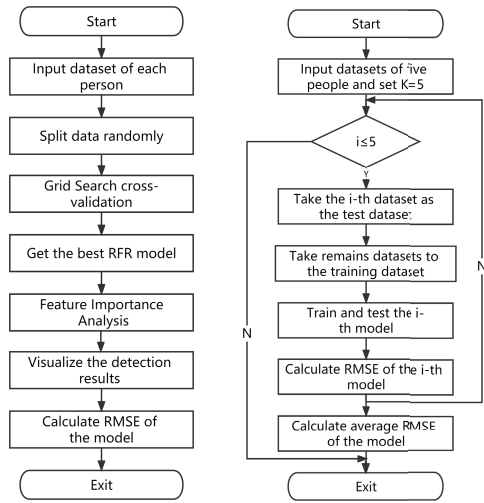 Start
Input dataset of each
person
Split data randomly
Grid Search cross-
validation
Get the best RFR model
Feature Importance
Analysis
Visualize the detection
results
Calculate RMSE of
the model
Exit
Start
Input datasets of five
people and set K=5
i≤5
Y
Take the i-th dataset as
the test dataset
Take remains datasets to
the training dataset
Train and test the i-
th model
Calculate RMSE of the i-th
model
Calculate average RMSE
of the model
Exit
N
N